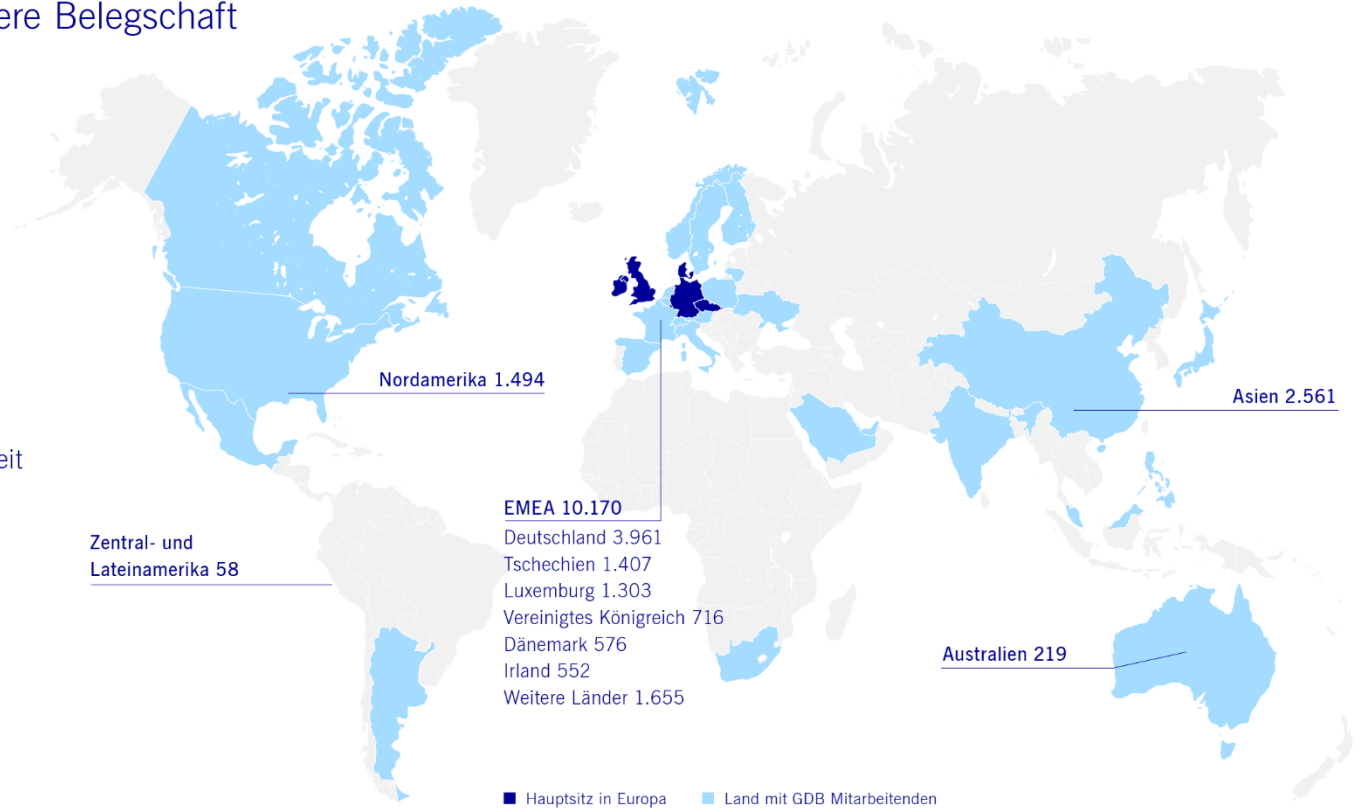 ere Belegschaft
Nordamerika 1.494
Asien 2.561
eit
EMEA 10.170
Deutschland 3.961
Tschechien 1.407
Luxemburg 1.303
Vereinigtes Königreich 716
Dänemark 576
Irland 552
Weitere Länder 1.655
Zentral- und
Lateinamerika 58
Australien 219
Hauptsitz in Europa
Land mit GDB Mitarbeitenden